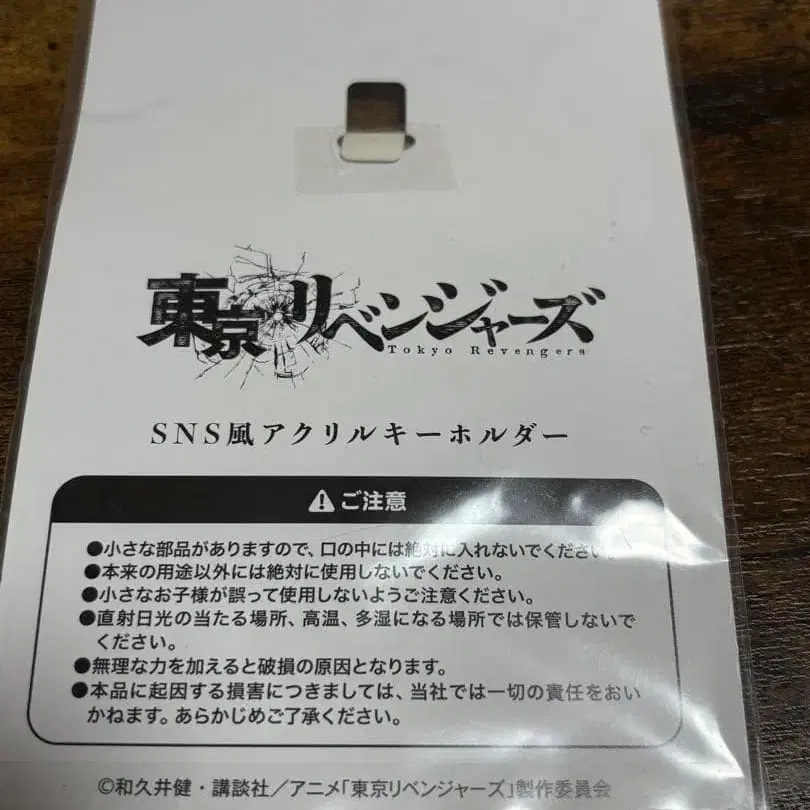 東京リベンジャーズ
Tokyo Revengers
SNS風アクリルキーホルダー
ご注意
●小さな部品がありますので、口の中には絶対に入れないでください。
●本来の用途以外には絶対に使用しないでください。
●小さなお子様が誤って使用しないようご注意ください。
●直射日光の当たる場所、高温、多湿になる場所では保管しないで
ください。
●無理な力を加えると破損の原因となります。
●本品に起因する損害につきましては、当社では一切の責任をおい
かねます。あらかじめご了承ください。
©和久井健・講談社／アニメ「東京リベンジャーズ」製作委員会